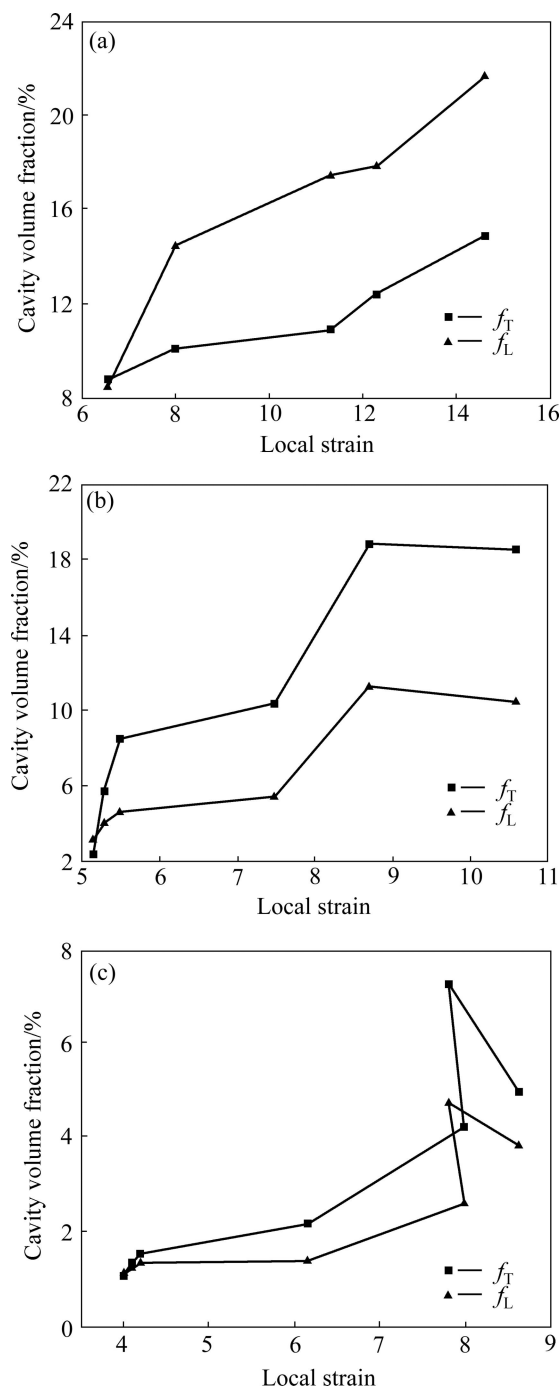 (a)
Cavity volume fraction/%
24
20
16
12
8
6 8 10 12 14 16
Local strain
f_T
f_L
(b)
Cavity volume fraction/%
22
18
14
10
6
2
5 6 7 8 9 10 11
Local strain
f_T
f_L
(c)
Cavity volume fraction/%
8
6
4
2
0
4 5 6 7 8 9
Local strain
f_T
f_L